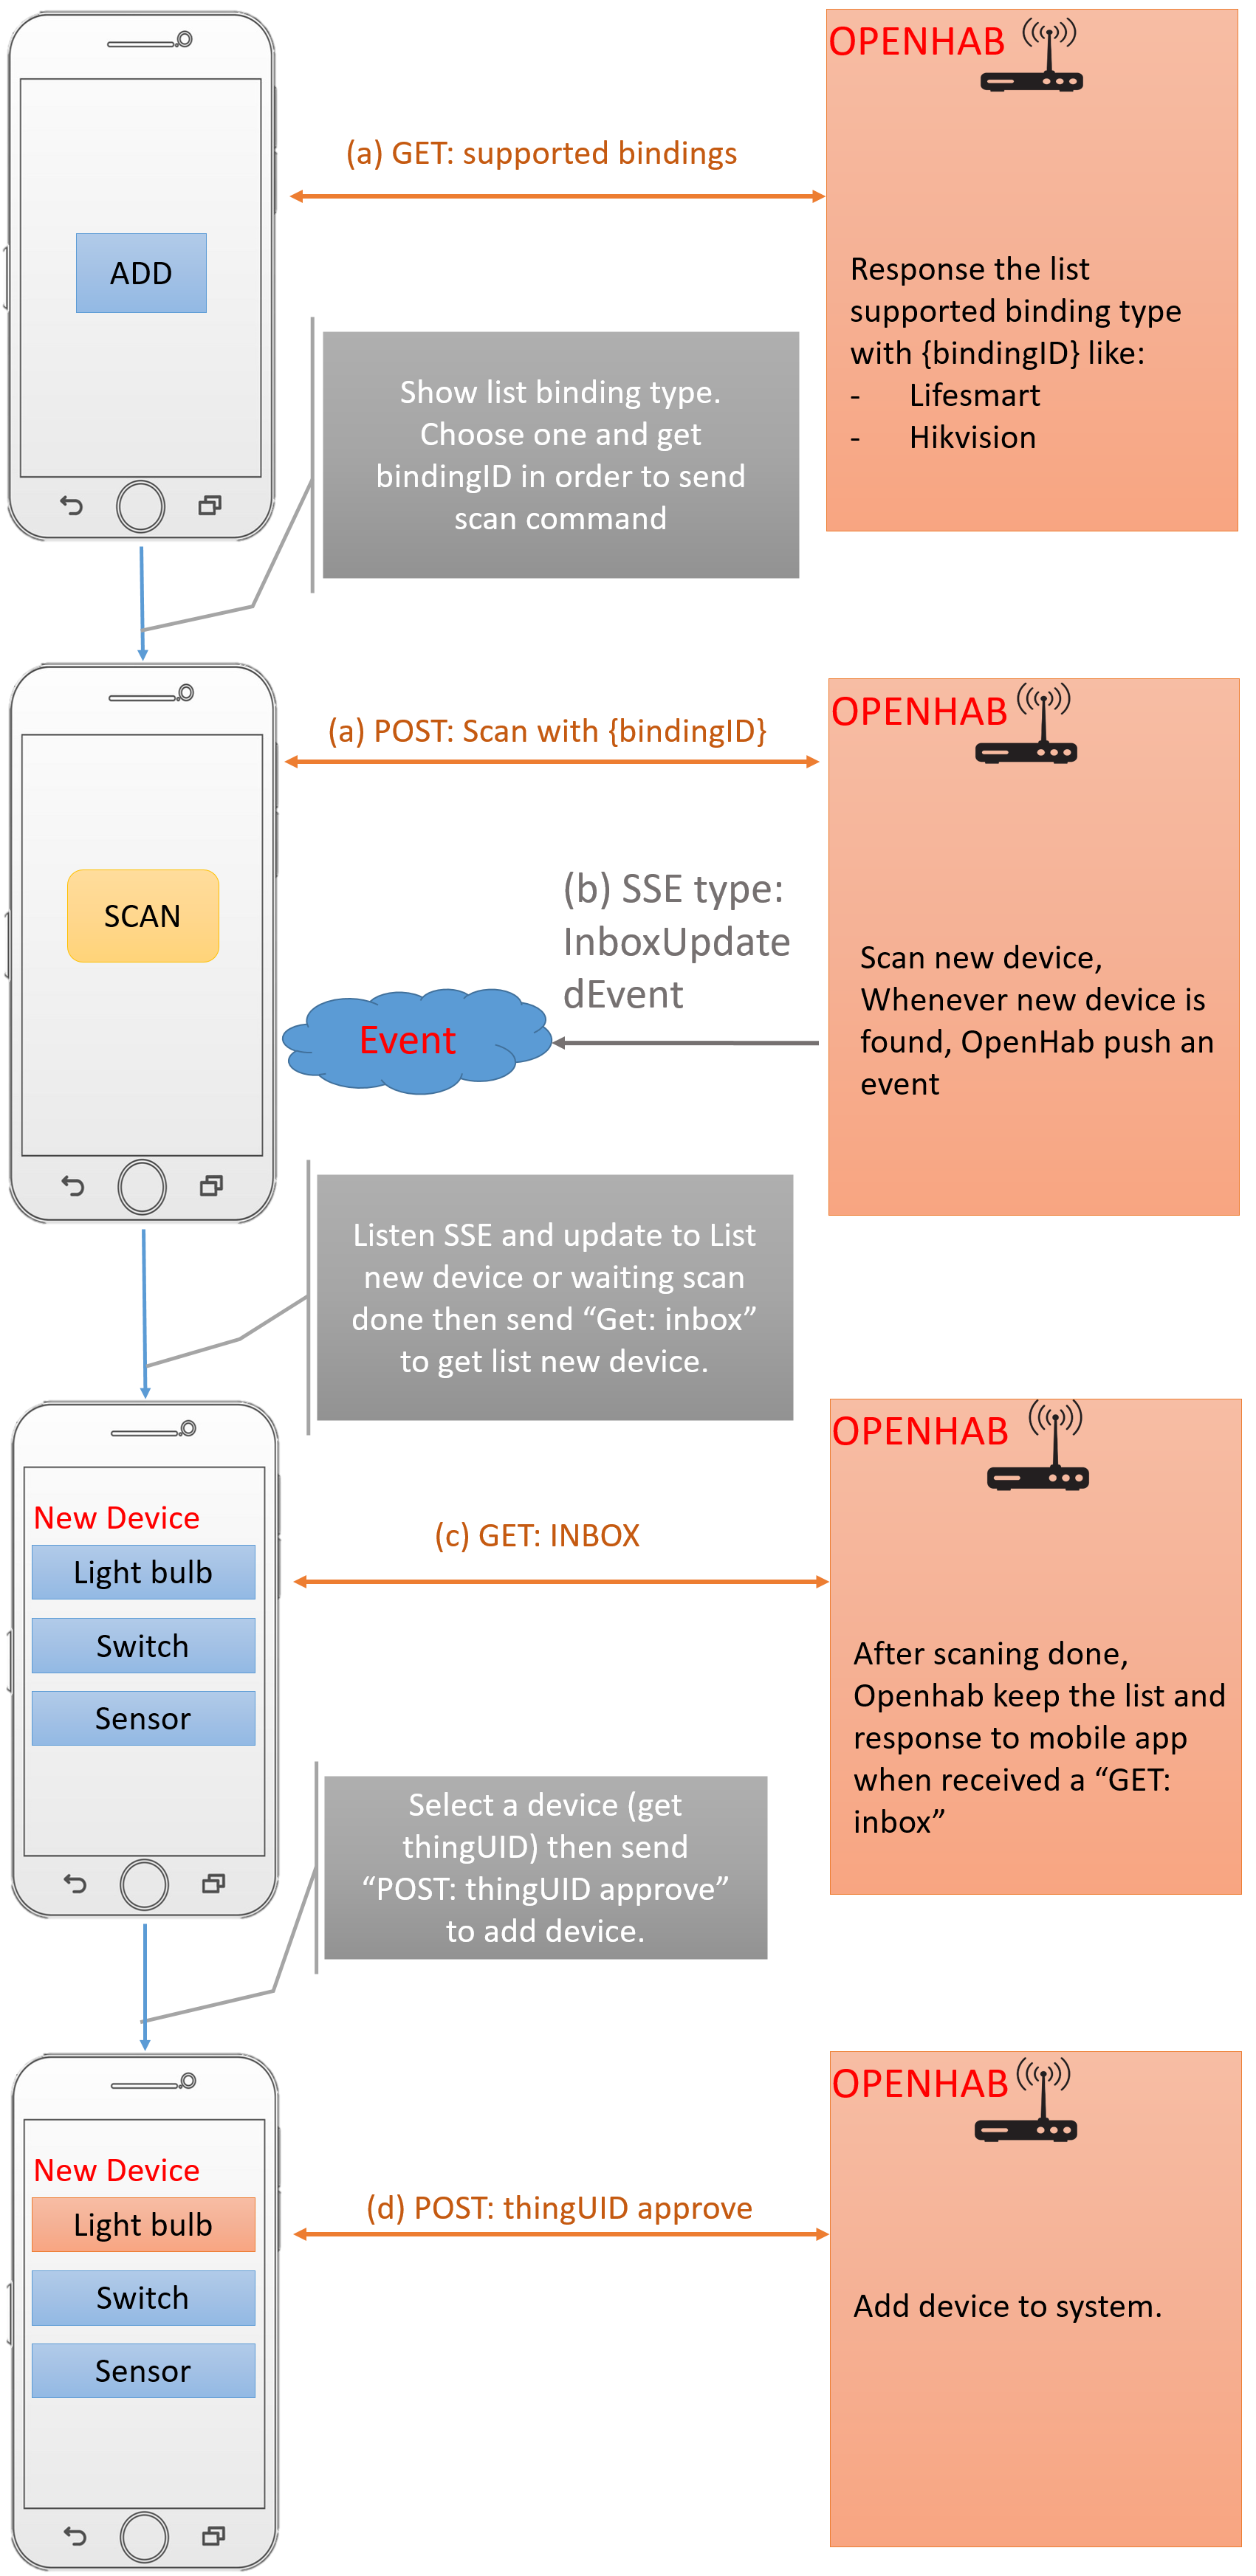 OPENHAB
(a) GET: supported bindings
ADD
Response the list
supported binding type
with {bindingID} like:
- Lifesmart
- Hikvision
Show list binding type.
Choose one and get
bindingID in order to send
scan command
OPENHAB
(a) POST: Scan with {bindingID}
SCAN
(b) SSE type:
InboxUpdate
dEvent
Event
Scan new device,
Whenever new device is
found, OpenHab push an
event
Listen SSE and update to List
new device or waiting scan
done then send “Get: inbox”
to get list new device.
OPENHAB
New Device
Light bulb
Switch
Sensor
(c) GET: INBOX
After scaning done,
Openhab keep the list and
response to mobile app
when received a “GET:
inbox”
Select a device (get
thingUID) then send
“POST: thingUID approve”
to add device.
OPENHAB
New Device
Light bulb
Switch
Sensor
(d) POST: thingUID approve
Add device to system.